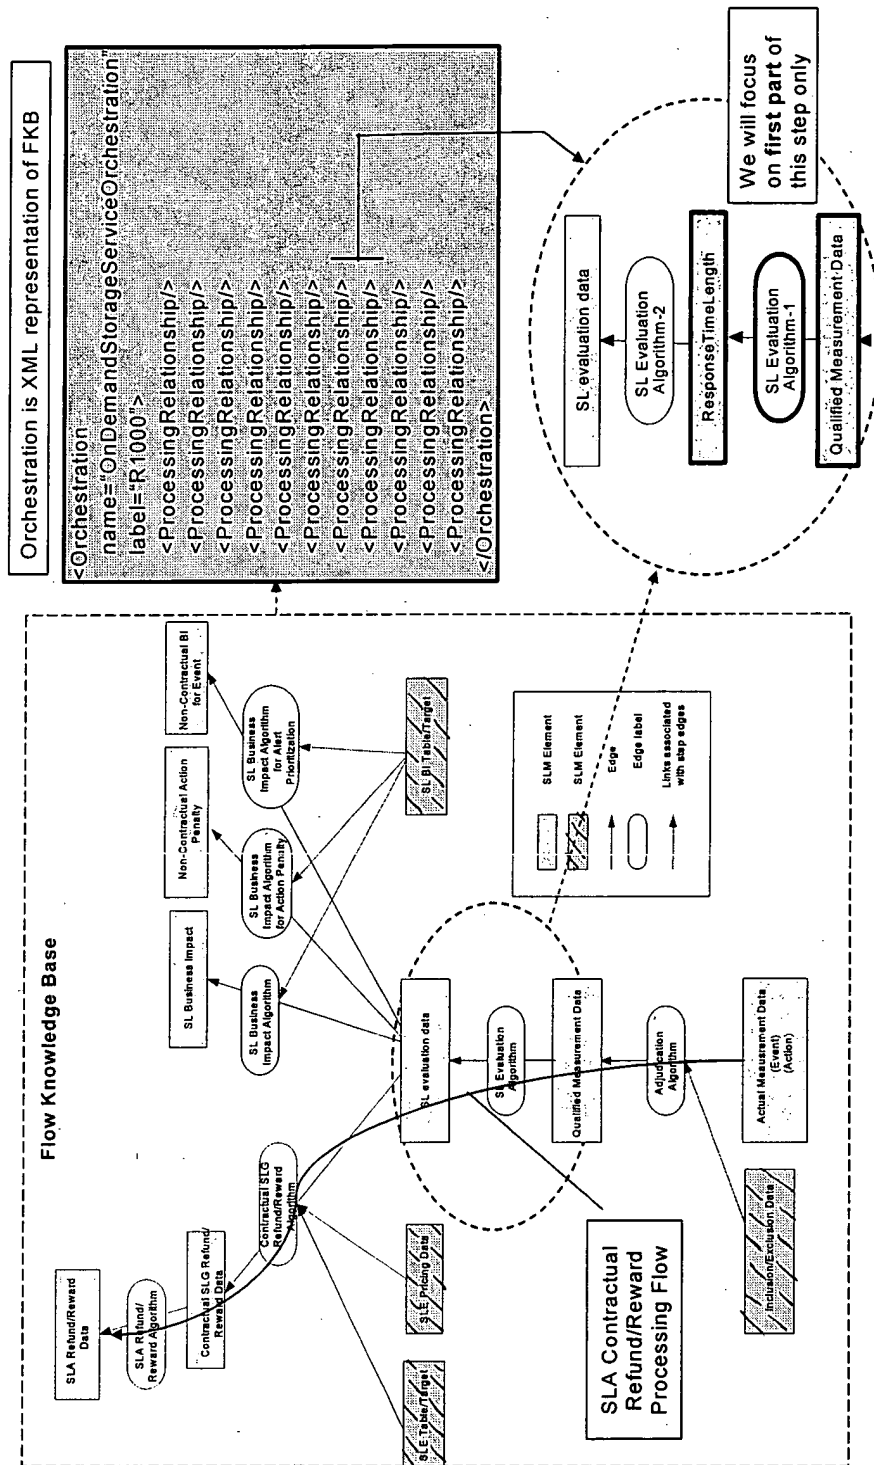 Orchestration is XML representation of FKB
<Orchestration
name="OnDemandStorageServiceOrchestration"
label="R1000">
<ProcessingRelationship/>
<ProcessingRelationship/>
<ProcessingRelationship/>
<ProcessingRelationship/>
<ProcessingRelationship/>
<ProcessingRelationship/>
<ProcessingRelationship/>
<ProcessingRelationship/>
<ProcessingRelationship/>
<ProcessingRelationship/>
<ProcessingRelationship/>
</Orchestration>
We will focus
on first part of
this step only
SL evaluation data
SL Evaluation
Algorithm-2
ResponseTimeLength
SL Evaluation
Algorithm-1
Qualified Measurement Data
Flow Knowledge Base
SLA Refund/Reward
Data
SLA Refund/
Reward Algorithm
Contractual SLG Refund/
Reward Data
Contractual SLG
Refund/Reward
Algorithm
SL Business Impact
Non-Contractual Action
Penalty
Non-Contractual BI
for Event
SL Business
Impact Algorithm
SL Business
Impact Algorithm
for Action Penalty
SL Business
Impact Algorithm
for Alert
Prioritization
SLE Table/Target
SLE Pricing Data
SL evaluation data
SL BI Table/Target
SL Evaluation
Algorithm
Qualified Measurement Data
Adjudication
Algorithm
Actual Meausrement Data
(Event)
(Action)
Inclusion/Exclusion Data
SLA Contractual
Refund/Reward
Processing Flow
SLM Element
SLM Element
Edge
Edge label
Links associated
with step edges